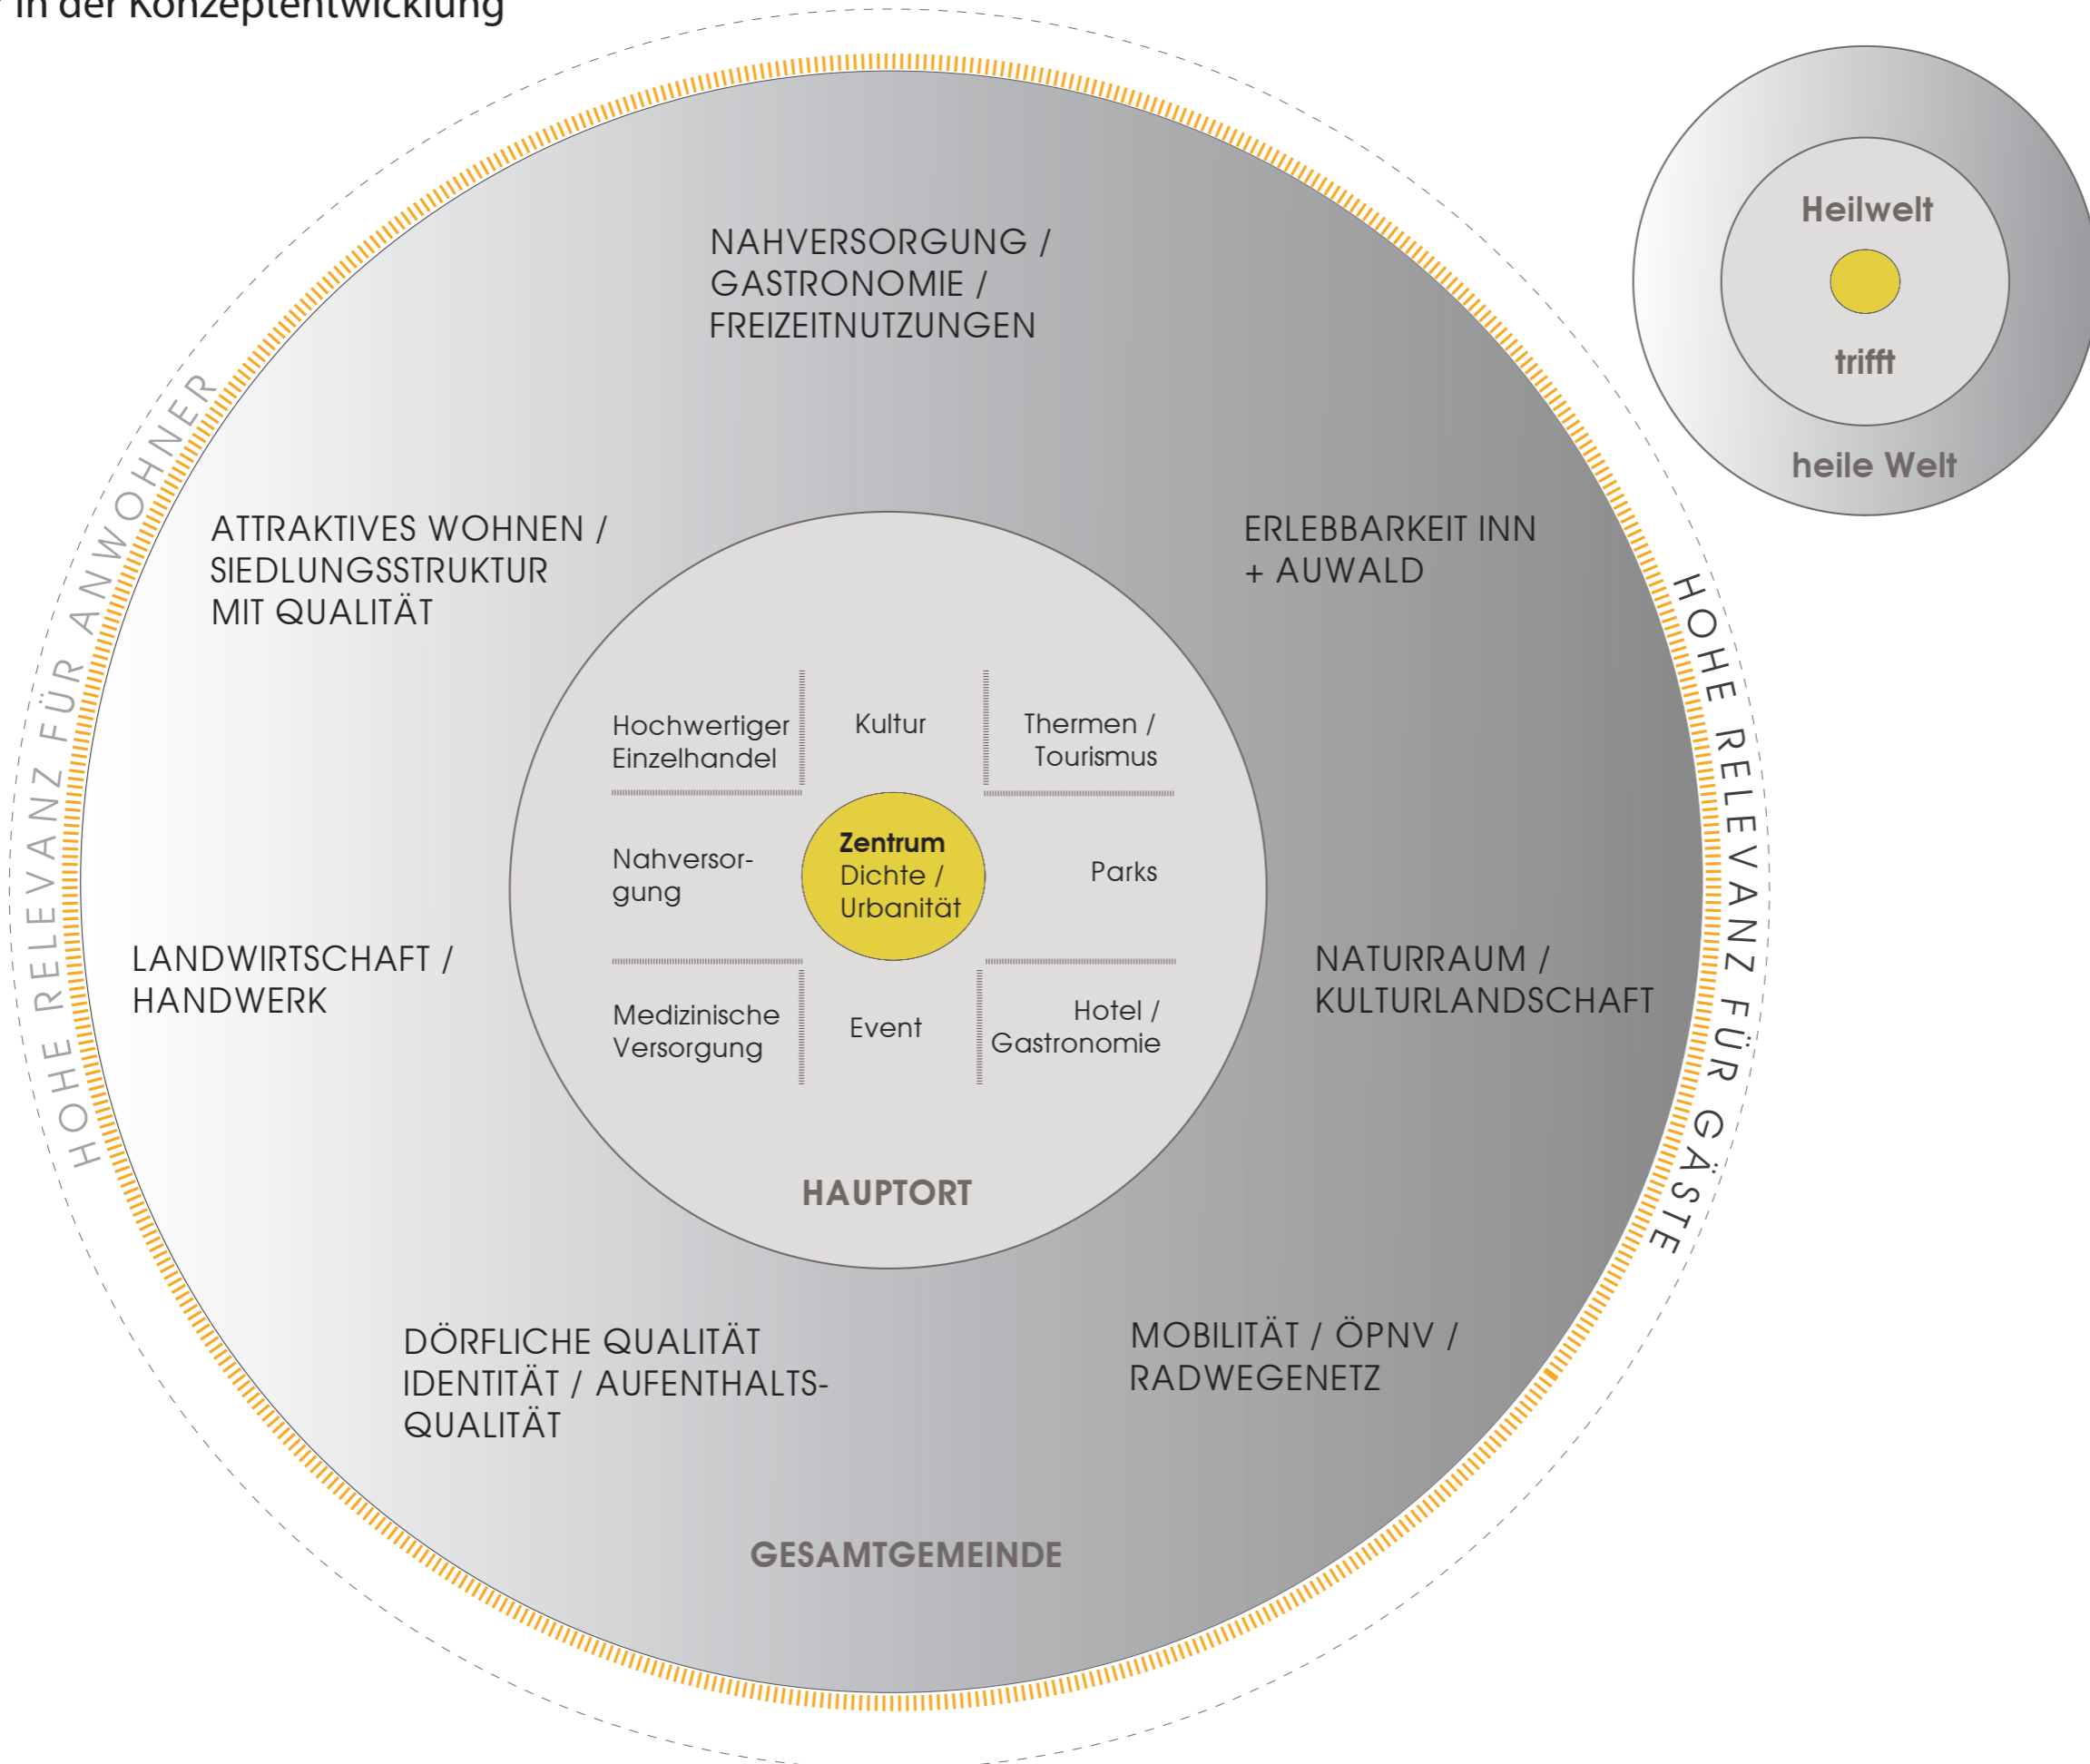 in der Konzeptentwicklung
NAHVERSORGUNG /
GASTRONOMIE /
FREIZEITNUTZUNGEN
ATTRAKTIVES WOHNEN /
SIEDLUNGSSTRUKTUR
MIT QUALITÄT
ERLEBBARKEIT INN
+ AUWALD
LANDWIRTSCHAFT /
HANDWERK
NATURRAUM /
KULTURLANDSCHAFT
DÖRFLICHE QUALITÄT
IDENTITÄT / AUFENTHALTS-
QUALITÄT
MOBILITÄT / ÖPNV /
RADWEGENETZ
GESAMTGEMEINDE
Hochwertiger
Einzelhandel
Kultur
Thermen /
Tourismus
Nahversor-
gung
Zentrum
Dichte /
Urbanität
Parks
Medizinische
Versorgung
Event
Hotel /
Gastronomie
HAUPTORT
HOHE RELEVANZ FÜR ANWOHNER
HOHE RELEVANZ FÜR GÄSTE
Heilwelt
trifft
heile Welt